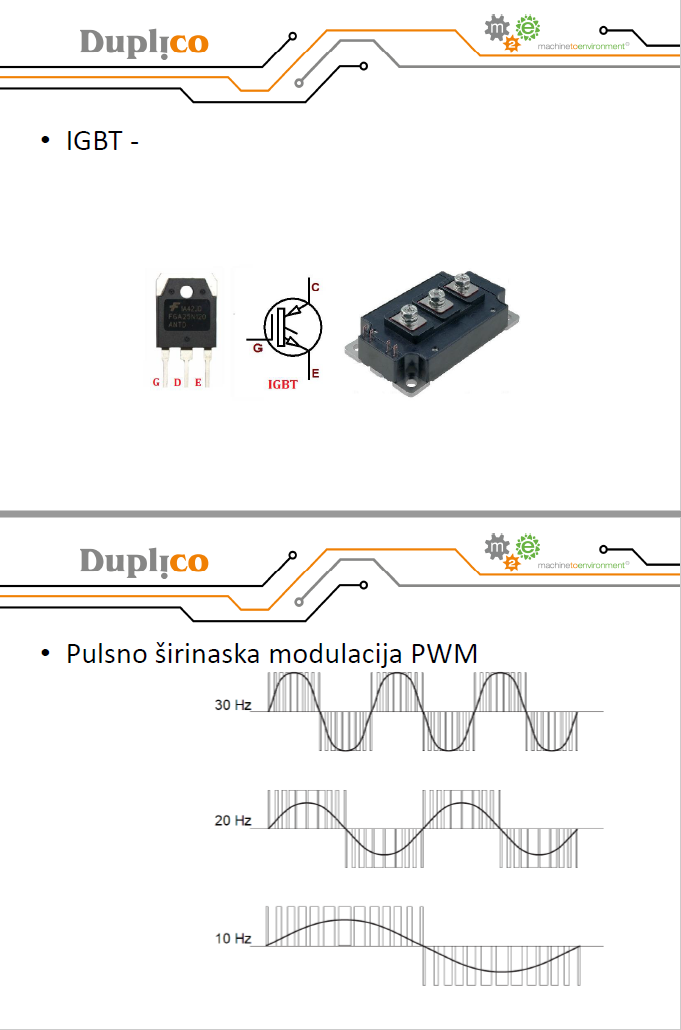 Duplico
m 2 e
machinetoenvironment®
• IGBT -
FGA25N120
ANTD
G D E
C
G
E
IGBT
Duplico
m 2 e
machinetoenvironment®
• Pulsno širinaska modulacija PWM
30 Hz
20 Hz
10 Hz